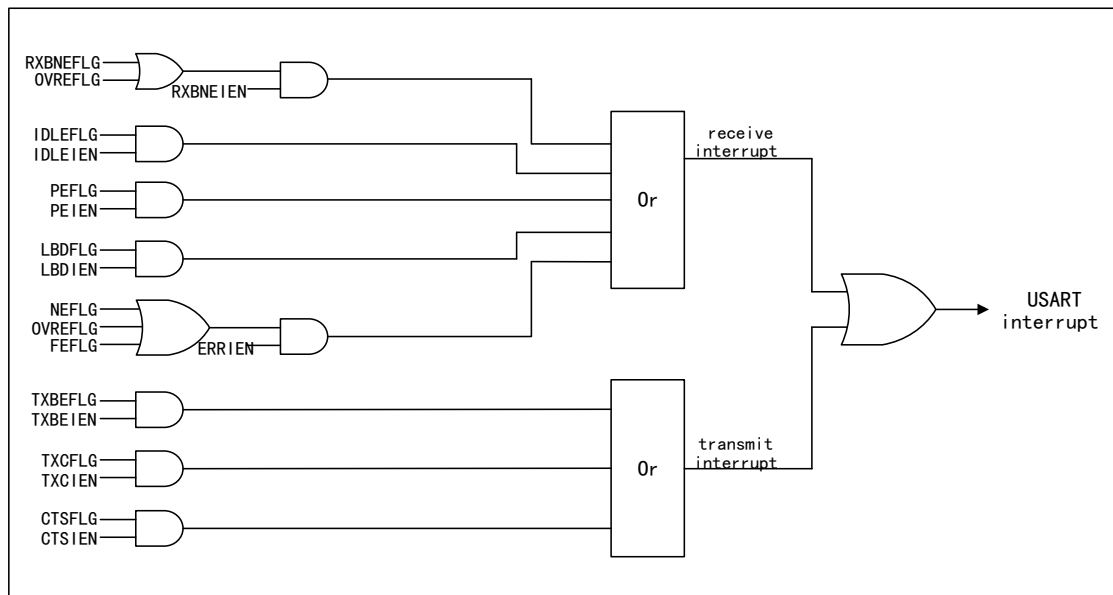 RXBNEFLG
OVREFLG
RXBNEIEN
IDLEFLG
IDLEIEN
PEFLG
PEIEN
LBDFLG
LBDIEN
NEFLG
OVREFLG
FEFLG
ERRIEN
Or
receive
interrupt
TXBEFLG
TXBEIEN
TXCFLG
TXCIEN
CTSFLG
CTSIEN
Or
transmit
interrupt
USART
interrupt